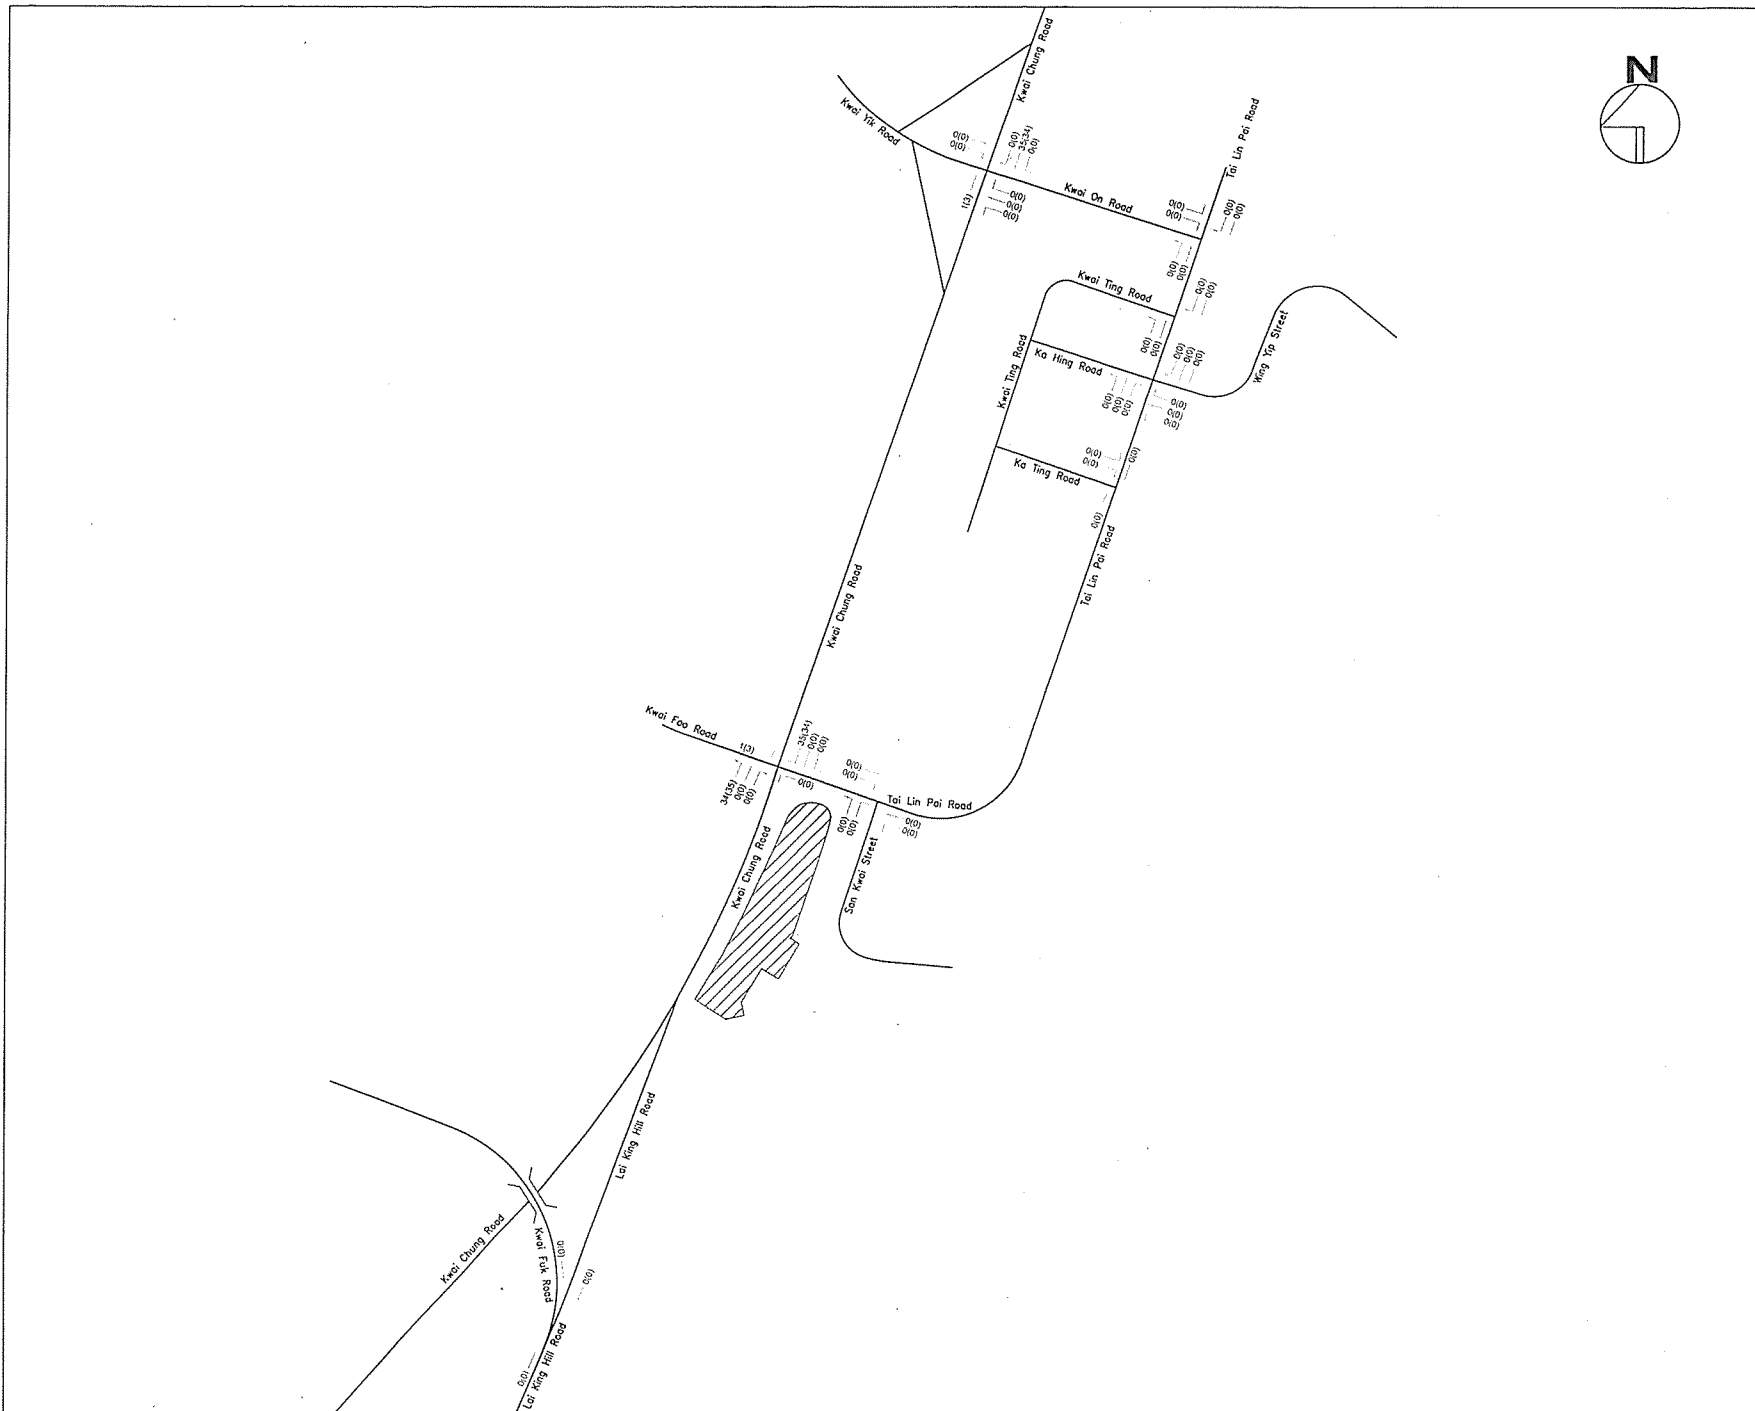 N
Kwai Chung Road
Kwai Yik Road
0(0)
0(0)
0(0)
35(34)
0(0)
1(3)
0(0)
0(0)
0(0)
Kwai On Road
Tai Lin Pai Road
0(0)
0(0)
0(0)
0(0)
0(0)
0(0)
Kwai Ting Road
0(0)
0(0)
0(0)
0(0)
Kwai Ting Road
Ka Hing Road
0(0)
0(0)
0(0)
Wing Yip Street
0(0)
0(0)
0(0)
0(0)
0(0)
0(0)
0(0)
0(0)
0(0)
Ka Ting Road
0(0)
Tai Lin Pai Road
Kwai Chung Road
Kwai Foo Road
1(3)
35(34)
0(0)
0(0)
34(35)
0(0)
0(0)
0(0)
0(0)
0(0)
Tai Lin Pai Road
0(0)
0(0)
0(0)
0(0)
Kwai Chung Road
San Kwai Street
Lai King Hill Road
Kwai Chung Road
Kwai Fuk Road
0(0)
0(0)
0(0)
Lai King Hill Road